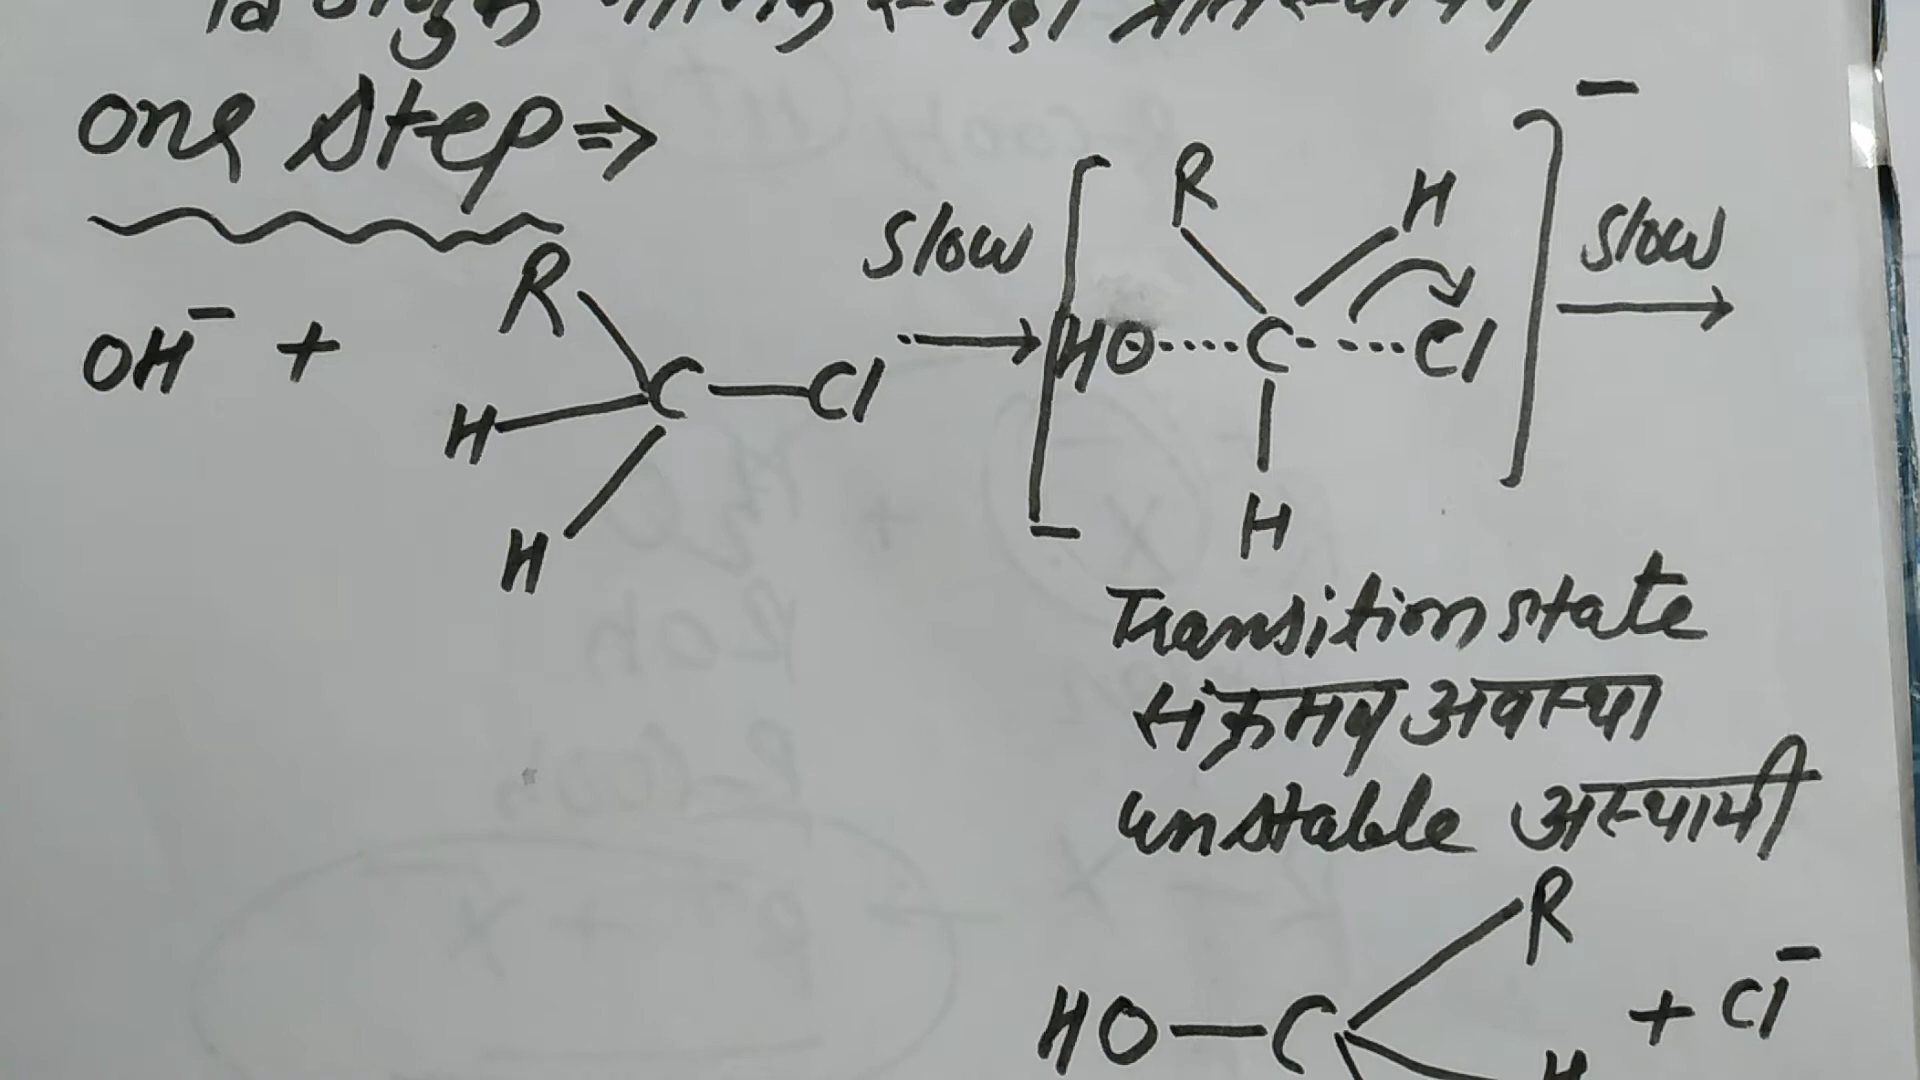 one step ⇒
R H
Slow Slow
OH⁻ + R C—Cl → [HO·····C·····Cl]⁻ →
H
H H
Transition state
संक्रमण अवस्था
unstable अस्थायी
R
HO—C + Cl⁻
H